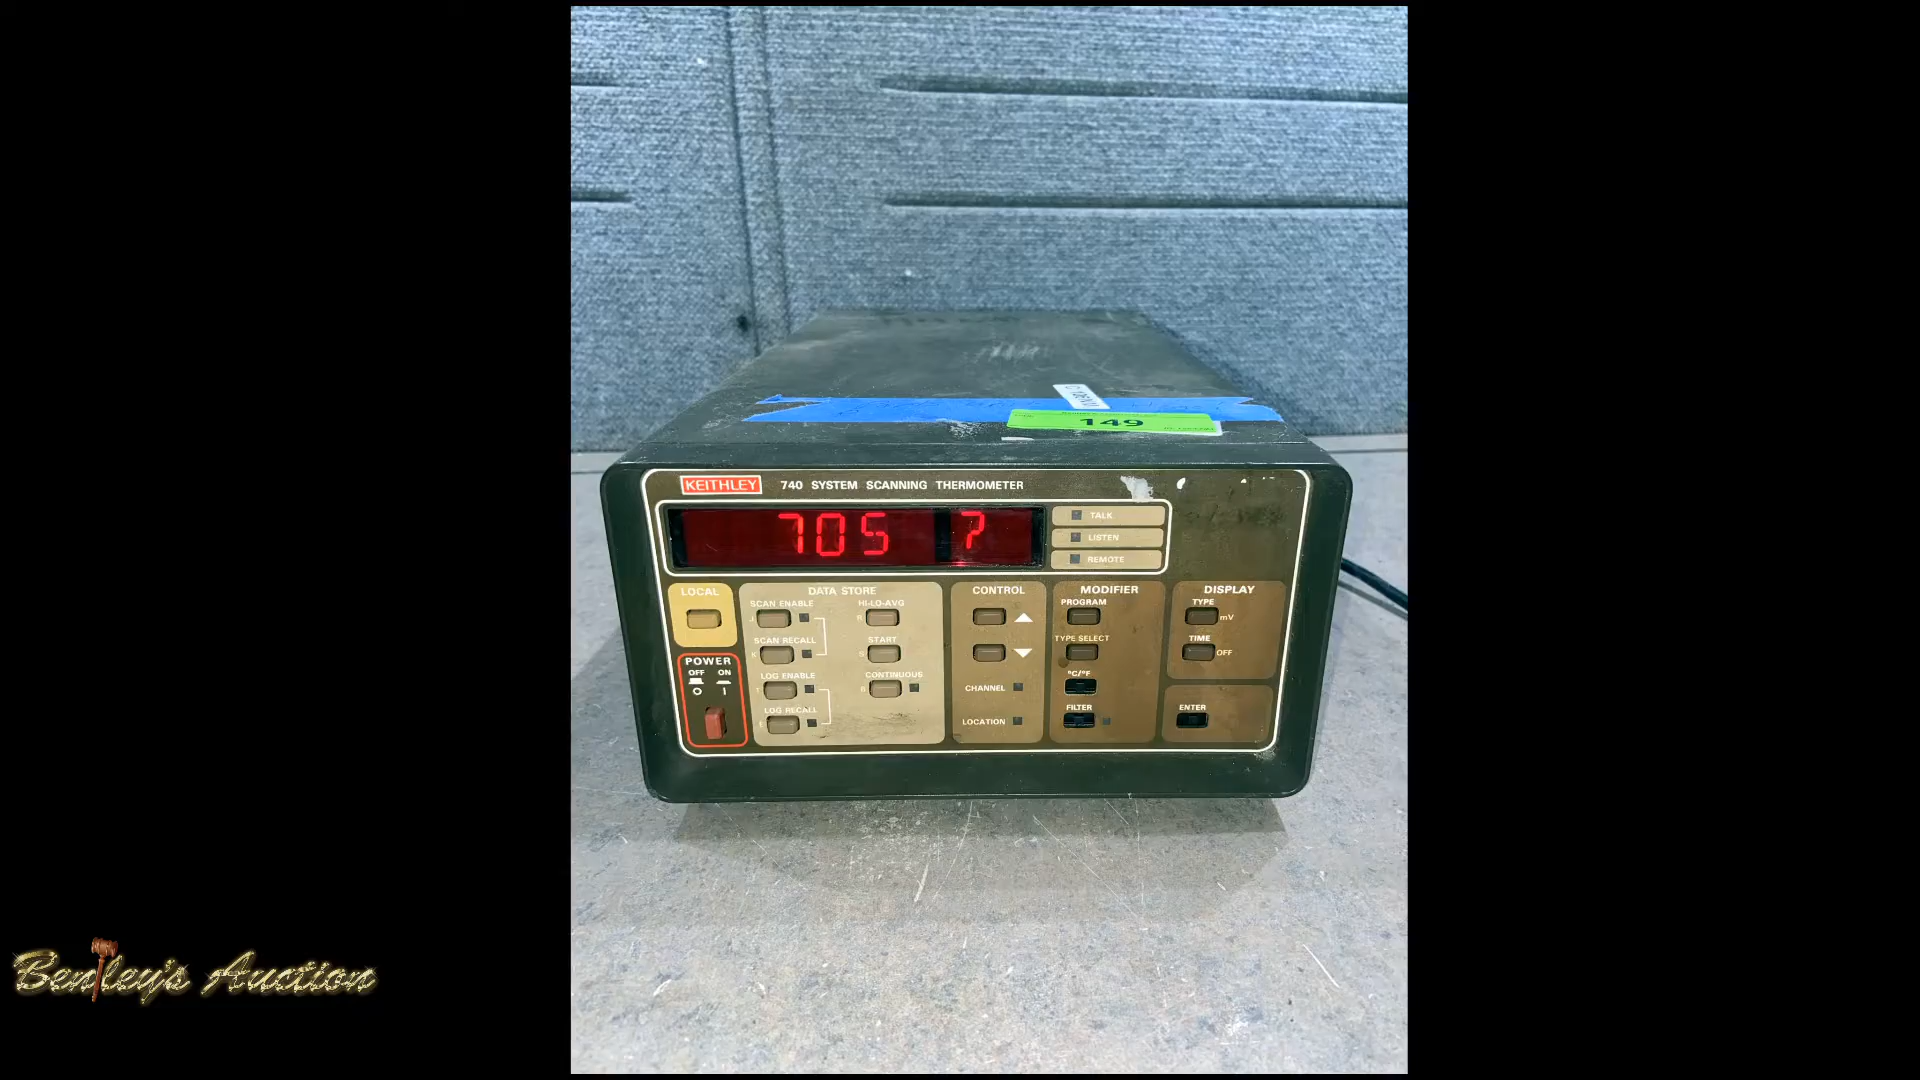 149
KEITHLEY 740 SYSTEM SCANNING THERMOMETER
705 7
TALK
LISTEN
REMOTE
LOCAL
DATA STORE
CONTROL
MODIFIER
DISPLAY
SCAN ENABLE
HI-LO-AVG
PROGRAM
TYPE
mV
SCAN RECALL
START
TYPE SELECT
TIME
OFF
POWER
OFF ON
O I
LOG ENABLE
CONTINUOUS
CHANNEL
°C/°F
LOG RECALL
LOCATION
FILTER
ENTER
Bentley's Auction